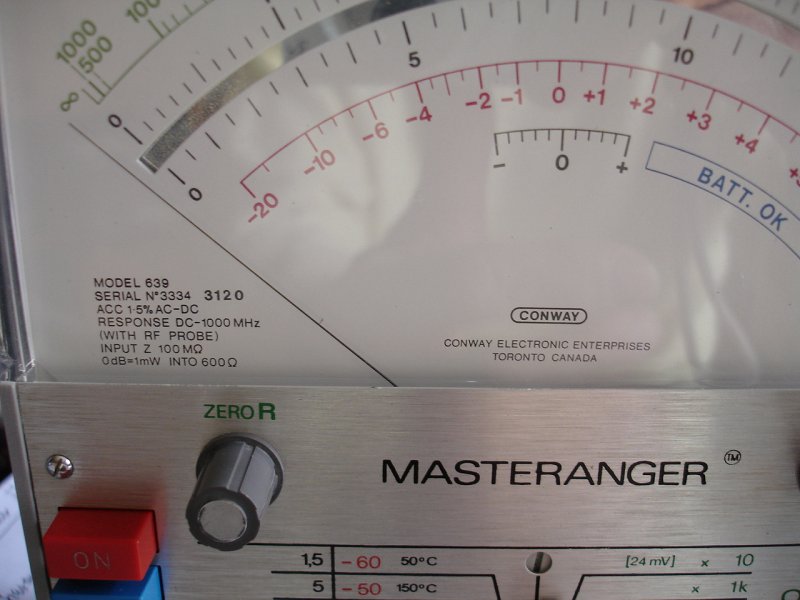 1000
500
100
∞
0
5
10
0
-20 -10 -6 -4 -2 -1 0 +1 +2 +3 +4
- 0 +
BATT. OK
MODEL 639
SERIAL Nº3334 3120
ACC 1·5% AC-DC
RESPONSE DC-1000 MHz
(WITH RF PROBE)
INPUT Z 100 MΩ
0dB=1mW INTO 600Ω
CONWAY
CONWAY ELECTRONIC ENTERPRISES
TORONTO CANADA
ZERO R
MASTERANGER TM
ON
1,5 -60 50°C [24 mV] x 10
5 -50 150°C x 1k